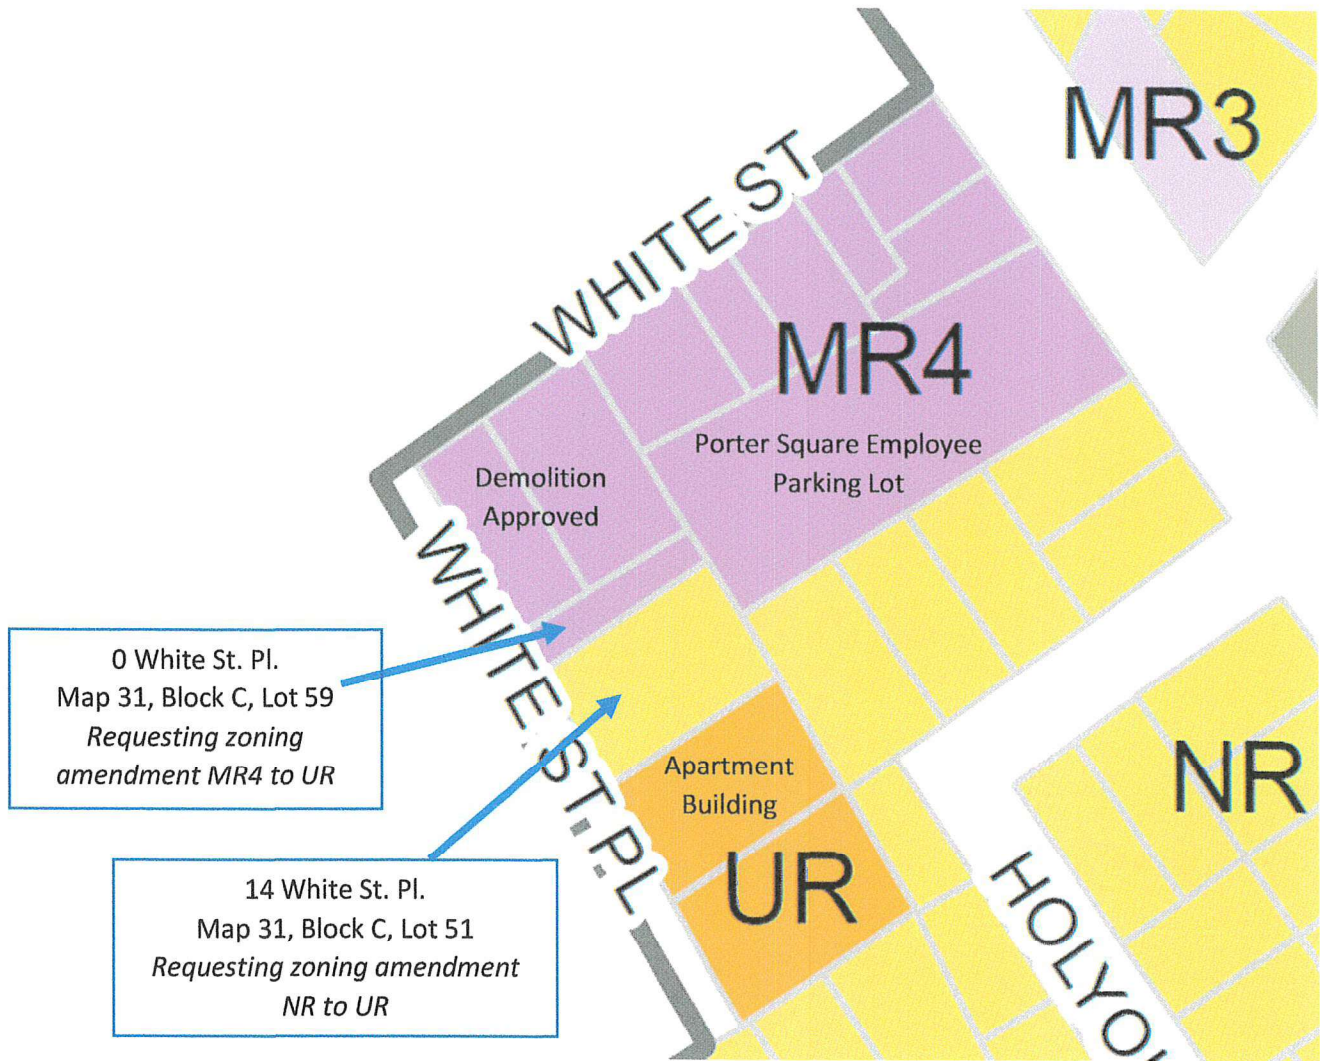 MR3
WHITE ST
MR4
Porter Square Employee
Parking Lot
Demolition
Approved
WHITE ST. PL
0 White St. Pl.
Map 31, Block C, Lot 59
Requesting zoning
amendment MR4 to UR
Apartment
Building
NR
UR
14 White St. Pl.
Map 31, Block C, Lot 51
Requesting zoning amendment
NR to UR